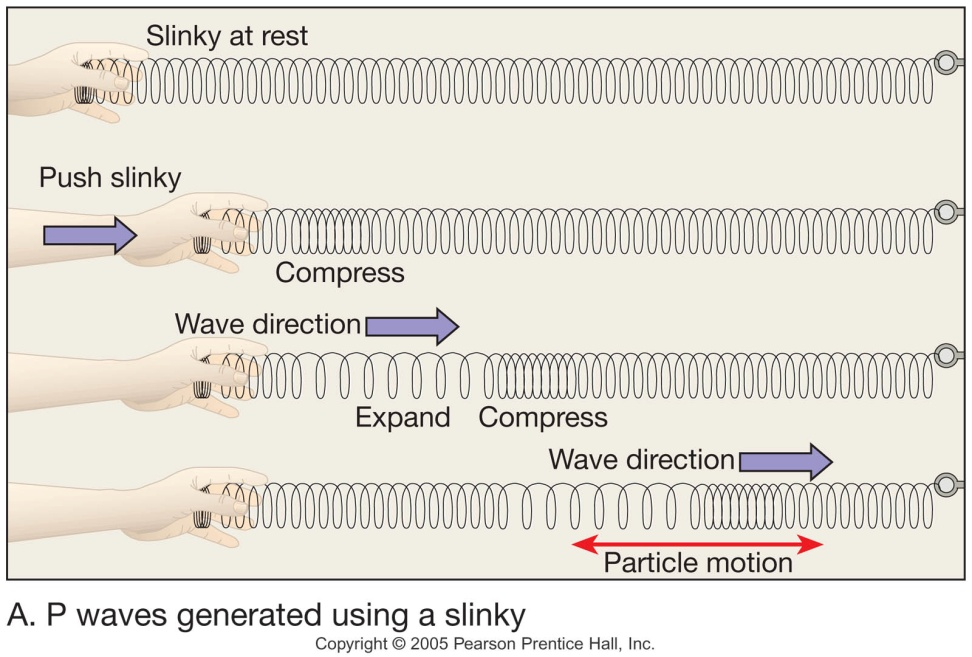 Slinky at rest
Push slinky
Compress
Wave direction
Expand
Compress
Wave direction
Particle motion
A. P waves generated using a slinky
Copyright © 2005 Pearson Prentice Hall, Inc.